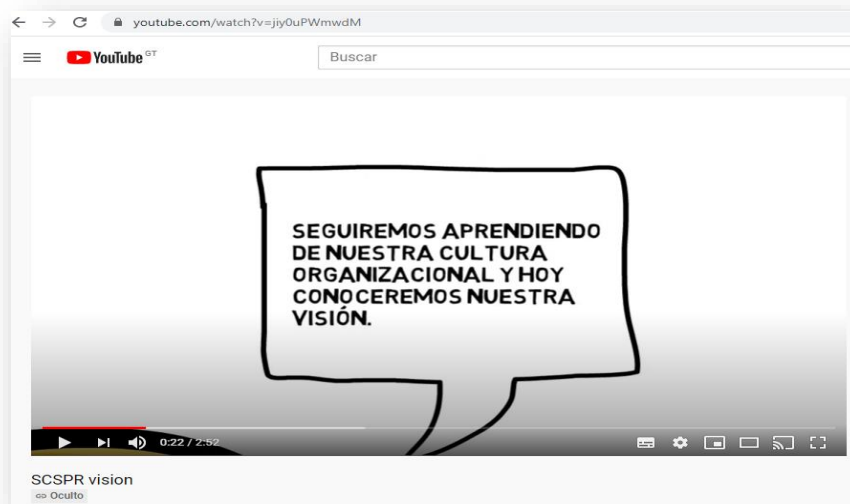 youtube.com/watch?v=jiy0uPWmwdM
YouTube GT
Buscar
SEGUIREMOS APRENDIENDO
DE NUESTRA CULTURA
ORGANIZACIONAL Y HOY
CONOCEREMOS NUESTRA
VISIÓN.
0:22 / 2:52
SCSPR vision
Oculto